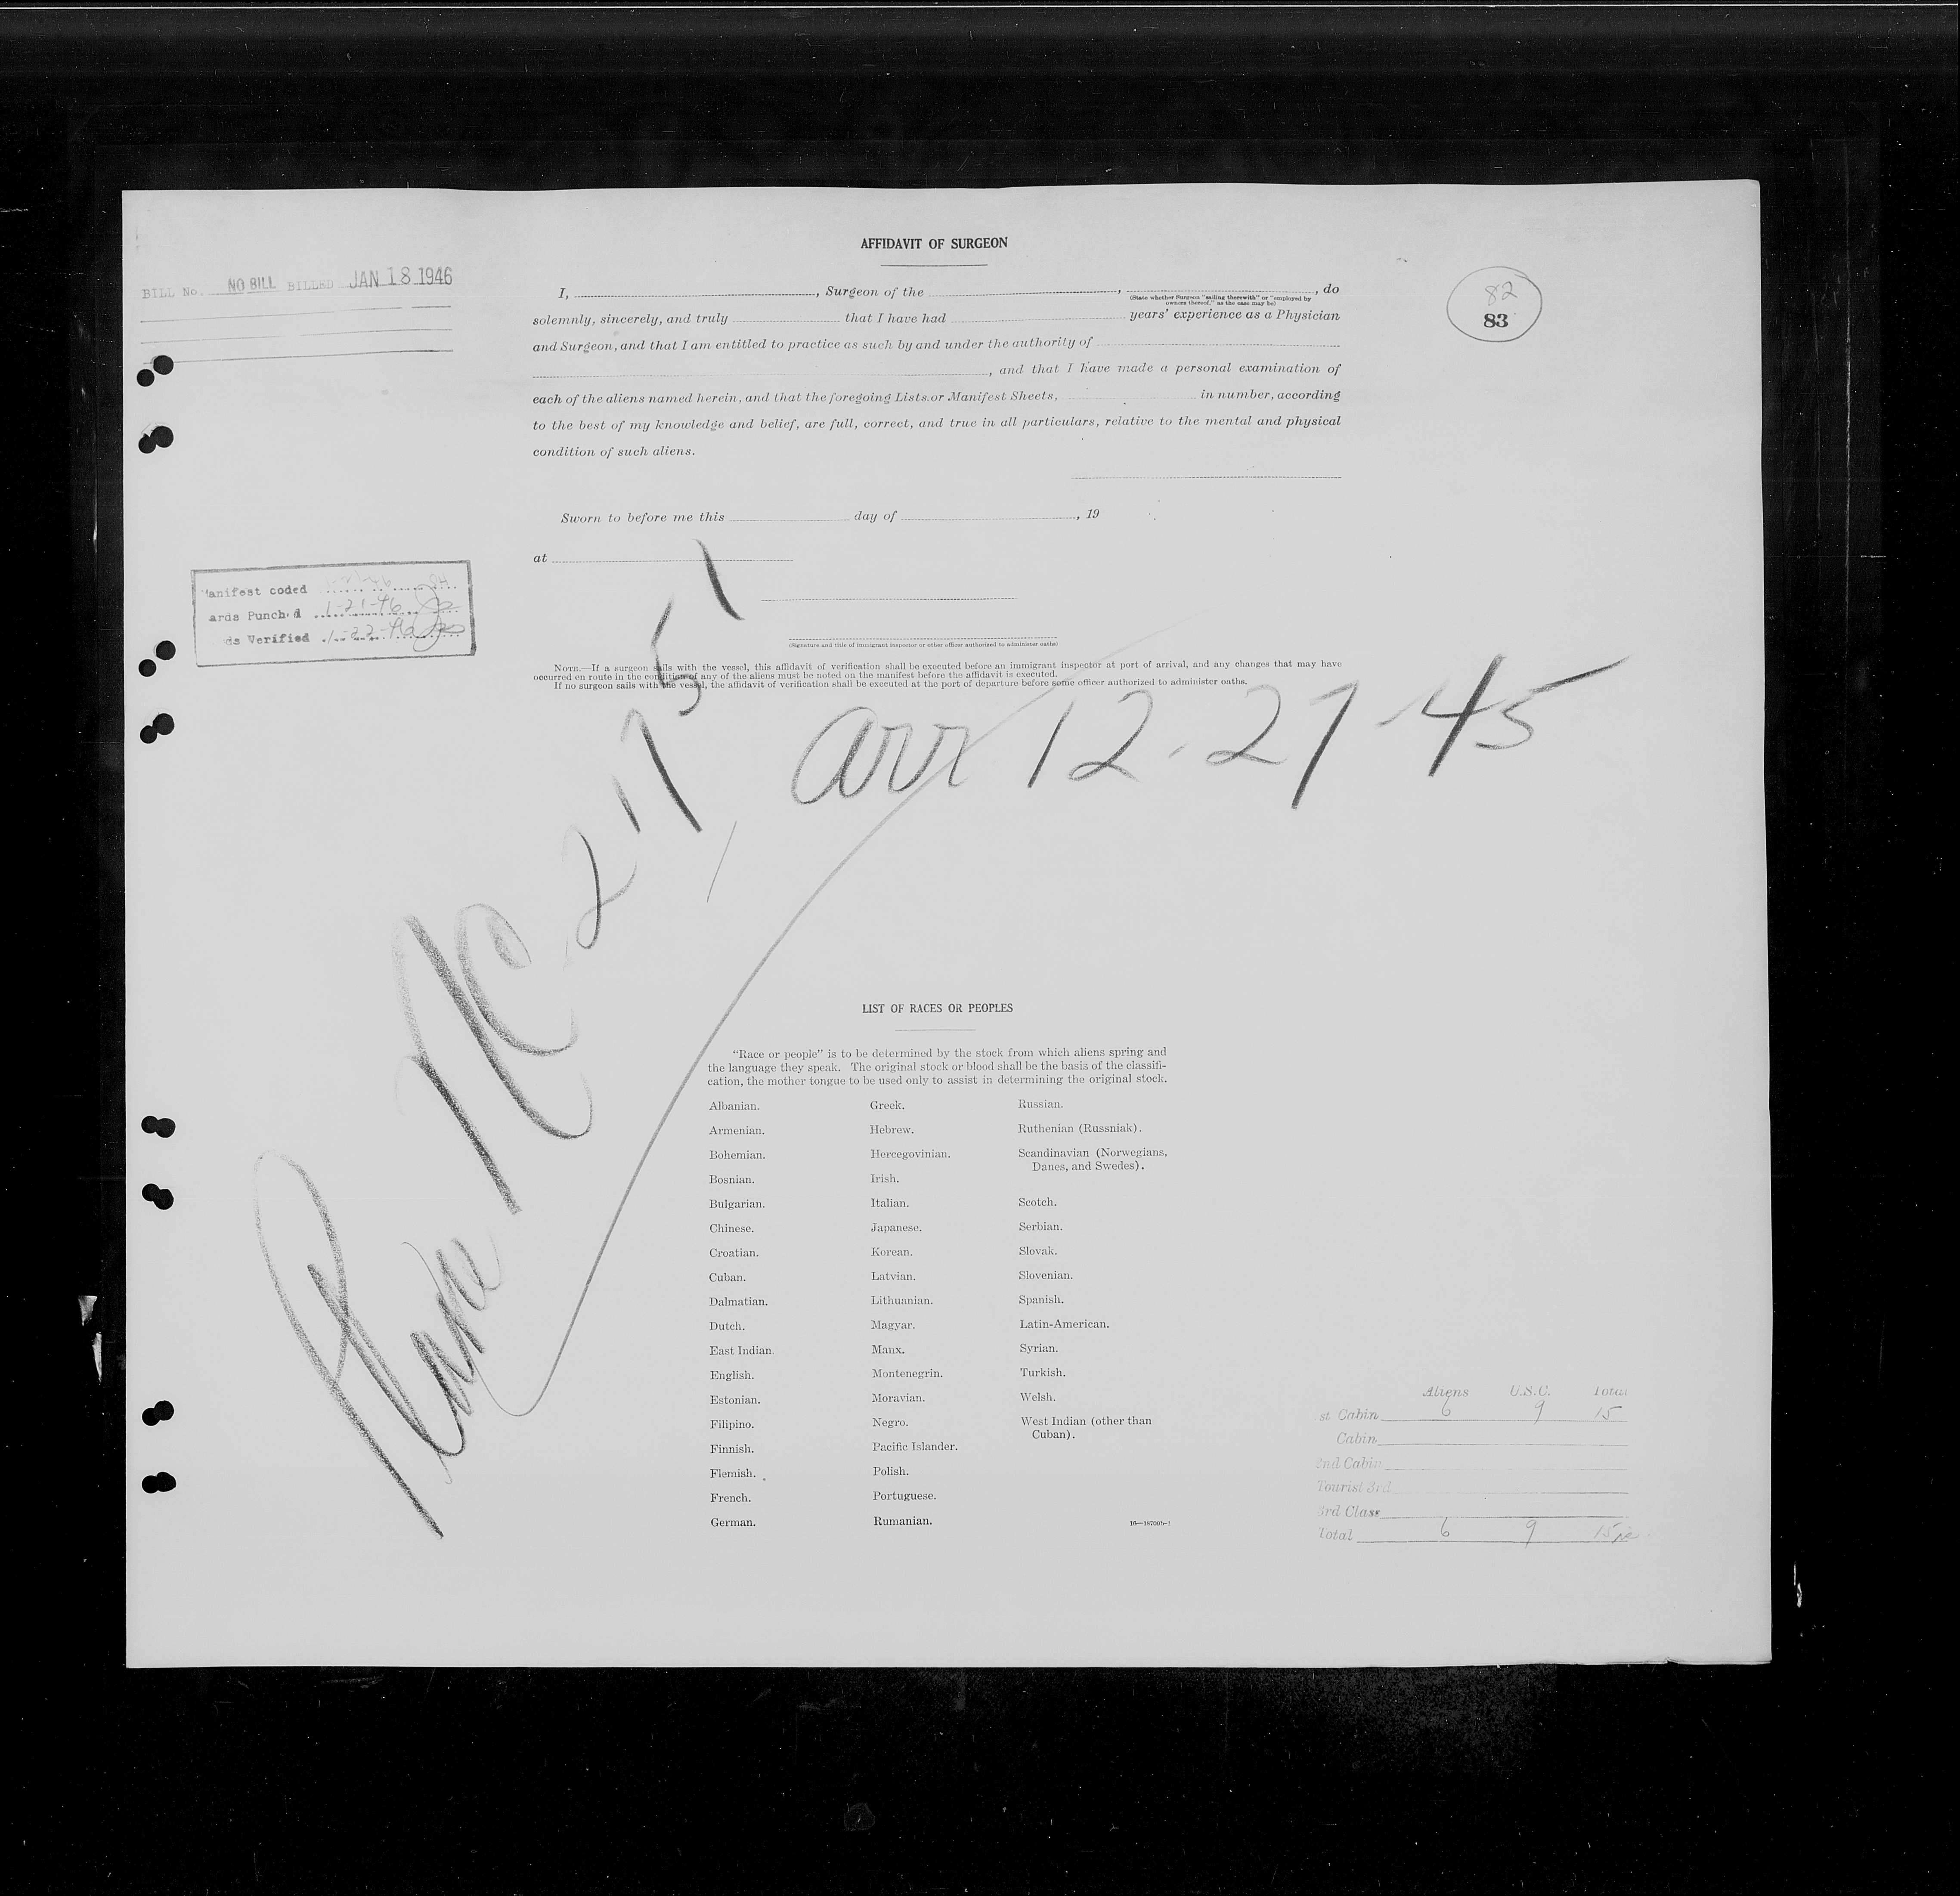 AFFIDAVIT OF SURGEON
BILL No. NO BILL BILLED JAN 18 1946
82
83
I, , Surgeon of the , , do
(State whether Surgeon "sailing therewith" or "employed by
owners thereof," as the case may be)
solemnly, sincerely, and truly that I have had years' experience as a Physician
and Surgeon, and that I am entitled to practice as such by and under the authority of
, and that I have made a personal examination of
each of the aliens named herein, and that the foregoing Lists or Manifest Sheets, in number, according
to the best of my knowledge and belief, are full, correct, and true in all particulars, relative to the mental and physical
condition of such aliens.
Sworn to before me this day of , 19
at
anifest coded
ards Punched 1-21-46
ds Verified 1-22-46
(Signature and title of immigrant inspector or other officer authorized to administer oaths)
NOTE.—If a surgeon sails with the vessel, this affidavit of verification shall be executed before an immigrant inspector at port of arrival, and any changes that may have
occurred en route in the condition of any of the aliens must be noted on the manifest before the affidavit is executed.
If no surgeon sails with the vessel, the affidavit of verification shall be executed at the port of departure before some officer authorized to administer oaths.
Plane NC
arr 12-27-45
LIST OF RACES OR PEOPLES
"Race or people" is to be determined by the stock from which aliens spring and
the language they speak. The original stock or blood shall be the basis of the classifi-
cation, the mother tongue to be used only to assist in determining the original stock.
Albanian.
Armenian.
Bohemian.
Bosnian.
Bulgarian.
Chinese.
Croatian.
Cuban.
Dalmatian.
Dutch.
East Indian.
English.
Estonian.
Filipino.
Finnish.
Flemish.
French.
German.
Greek.
Hebrew.
Hercegovinian.
Irish.
Italian.
Japanese.
Korean.
Latvian.
Lithuanian.
Magyar.
Manx.
Montenegrin.
Moravian.
Negro.
Pacific Islander.
Polish.
Portuguese.
Rumanian.
Russian.
Ruthenian (Russniak).
Scandinavian (Norwegians,
Danes, and Swedes).
Scotch.
Serbian.
Slovak.
Slovenian.
Spanish.
Latin-American.
Syrian.
Turkish.
Welsh.
West Indian (other than
Cuban).
Aliens U.S.C. Total
st Cabin 6 9 15
Cabin
2nd Cabin
Tourist 3rd
3rd Class
Total 6 9 15